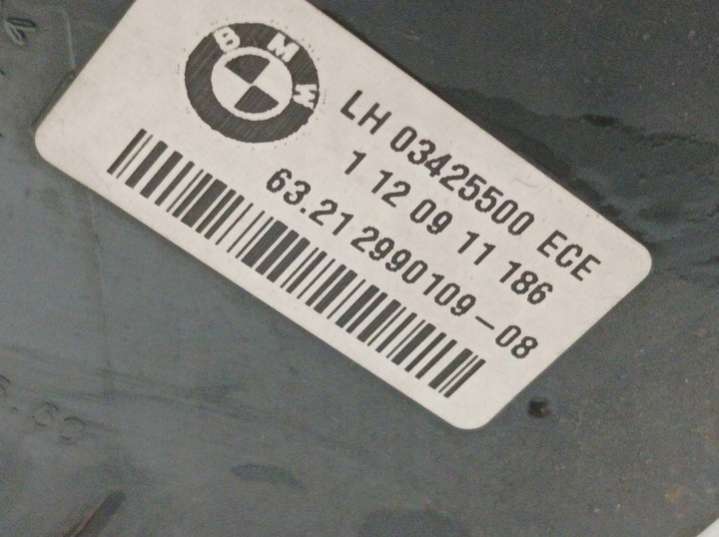 BMW
LH 03425500 ECE
1 12 09 11 186
63.21 2990109-08